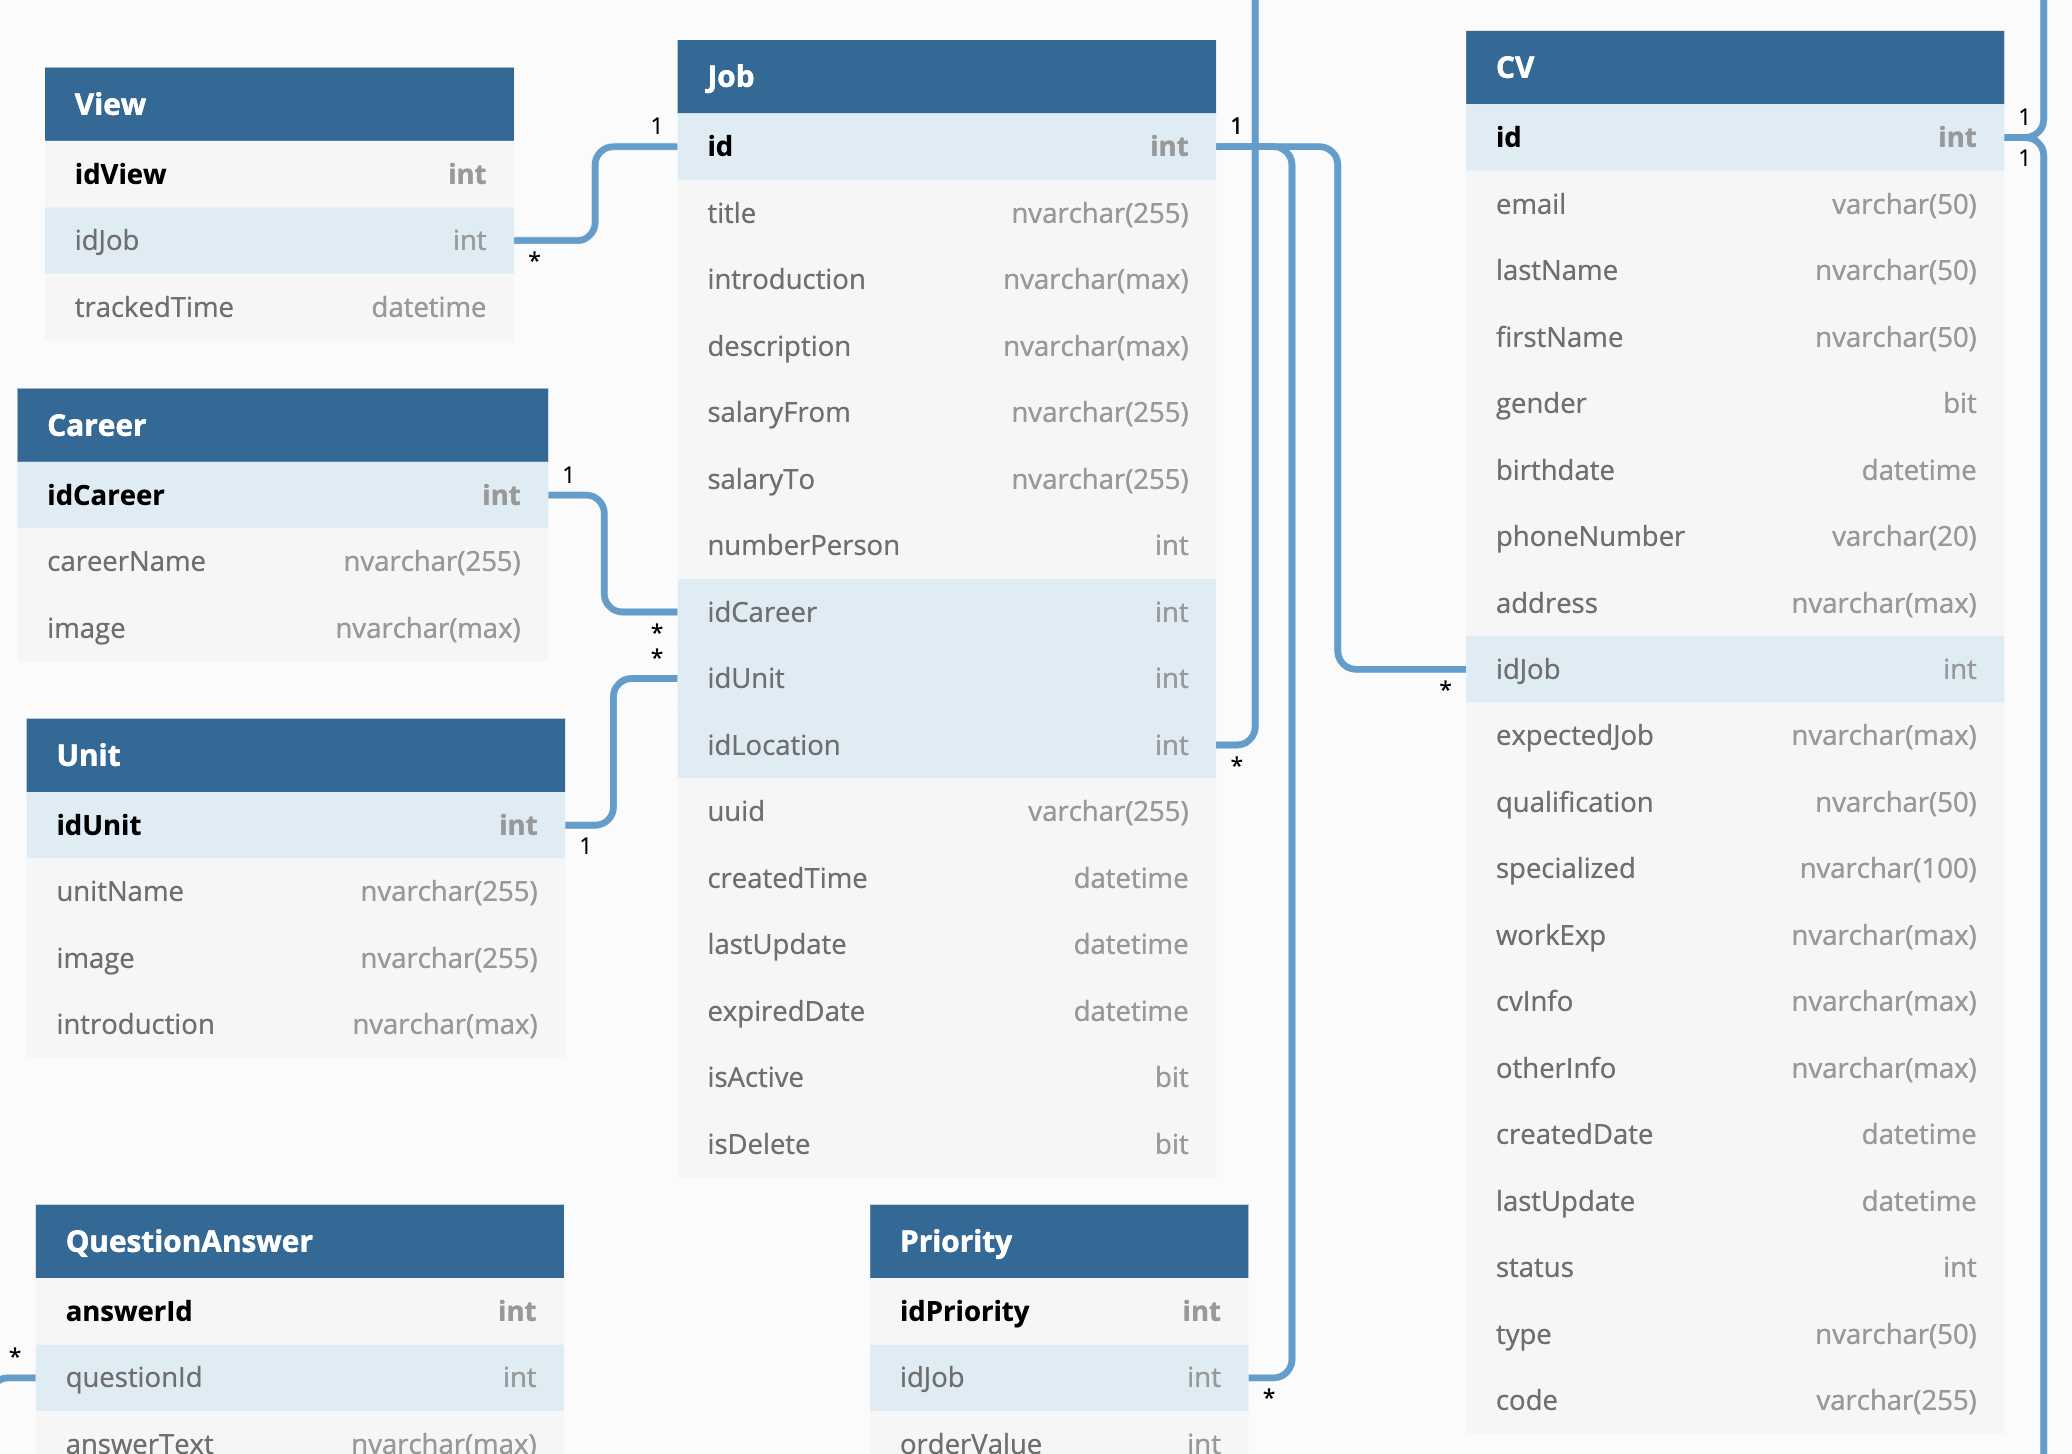 View
idView int
idJob int
trackedTime datetime
1
*
Career
idCareer int
careerName nvarchar(255)
image nvarchar(max)
1
*
Unit
idUnit int
unitName nvarchar(255)
image nvarchar(255)
introduction nvarchar(max)
1
*
QuestionAnswer
answerId int
questionId int
answerText nvarchar(max)
*
Job
id int
title nvarchar(255)
introduction nvarchar(max)
description nvarchar(max)
salaryFrom nvarchar(255)
salaryTo nvarchar(255)
numberPerson int
idCareer int
idUnit int
idLocation int
uuid varchar(255)
createdTime datetime
lastUpdate datetime
expiredDate datetime
isActive bit
isDelete bit
1
*
Priority
idPriority int
idJob int
orderValue int
*
CV
id int
email varchar(50)
lastName nvarchar(50)
firstName nvarchar(50)
gender bit
birthdate datetime
phoneNumber varchar(20)
address nvarchar(max)
idJob int
expectedJob nvarchar(max)
qualification nvarchar(50)
specialized nvarchar(100)
workExp nvarchar(max)
cvInfo nvarchar(max)
otherInfo nvarchar(max)
createdDate datetime
lastUpdate datetime
status int
type nvarchar(50)
code varchar(255)
*
1
1